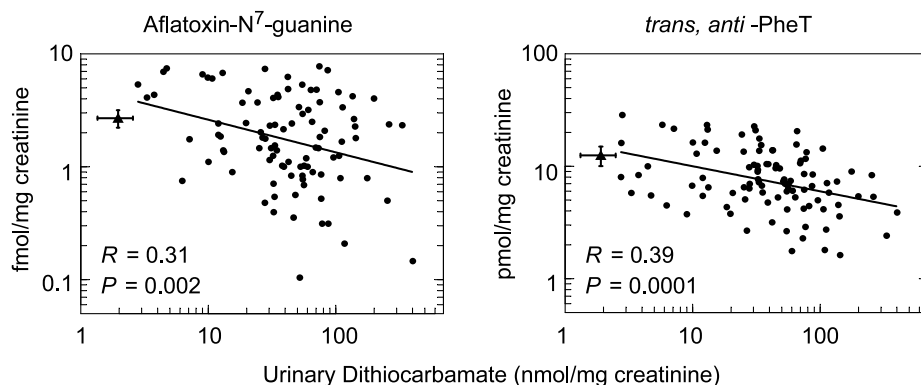 Aflatoxin-N⁷-guanine
fmol/mg creatinine
10
1
0.1
R = 0.31
P = 0.002
1 10 100
trans, anti -PheT
pmol/mg creatinine
100
10
1
R = 0.39
P = 0.0001
1 10 100
Urinary Dithiocarbamate (nmol/mg creatinine)